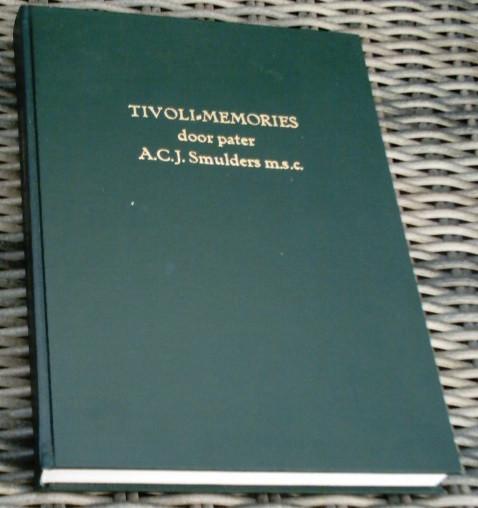 TIVOLI-MEMORIES
door pater
A.C.J. Smulders m.s.c.